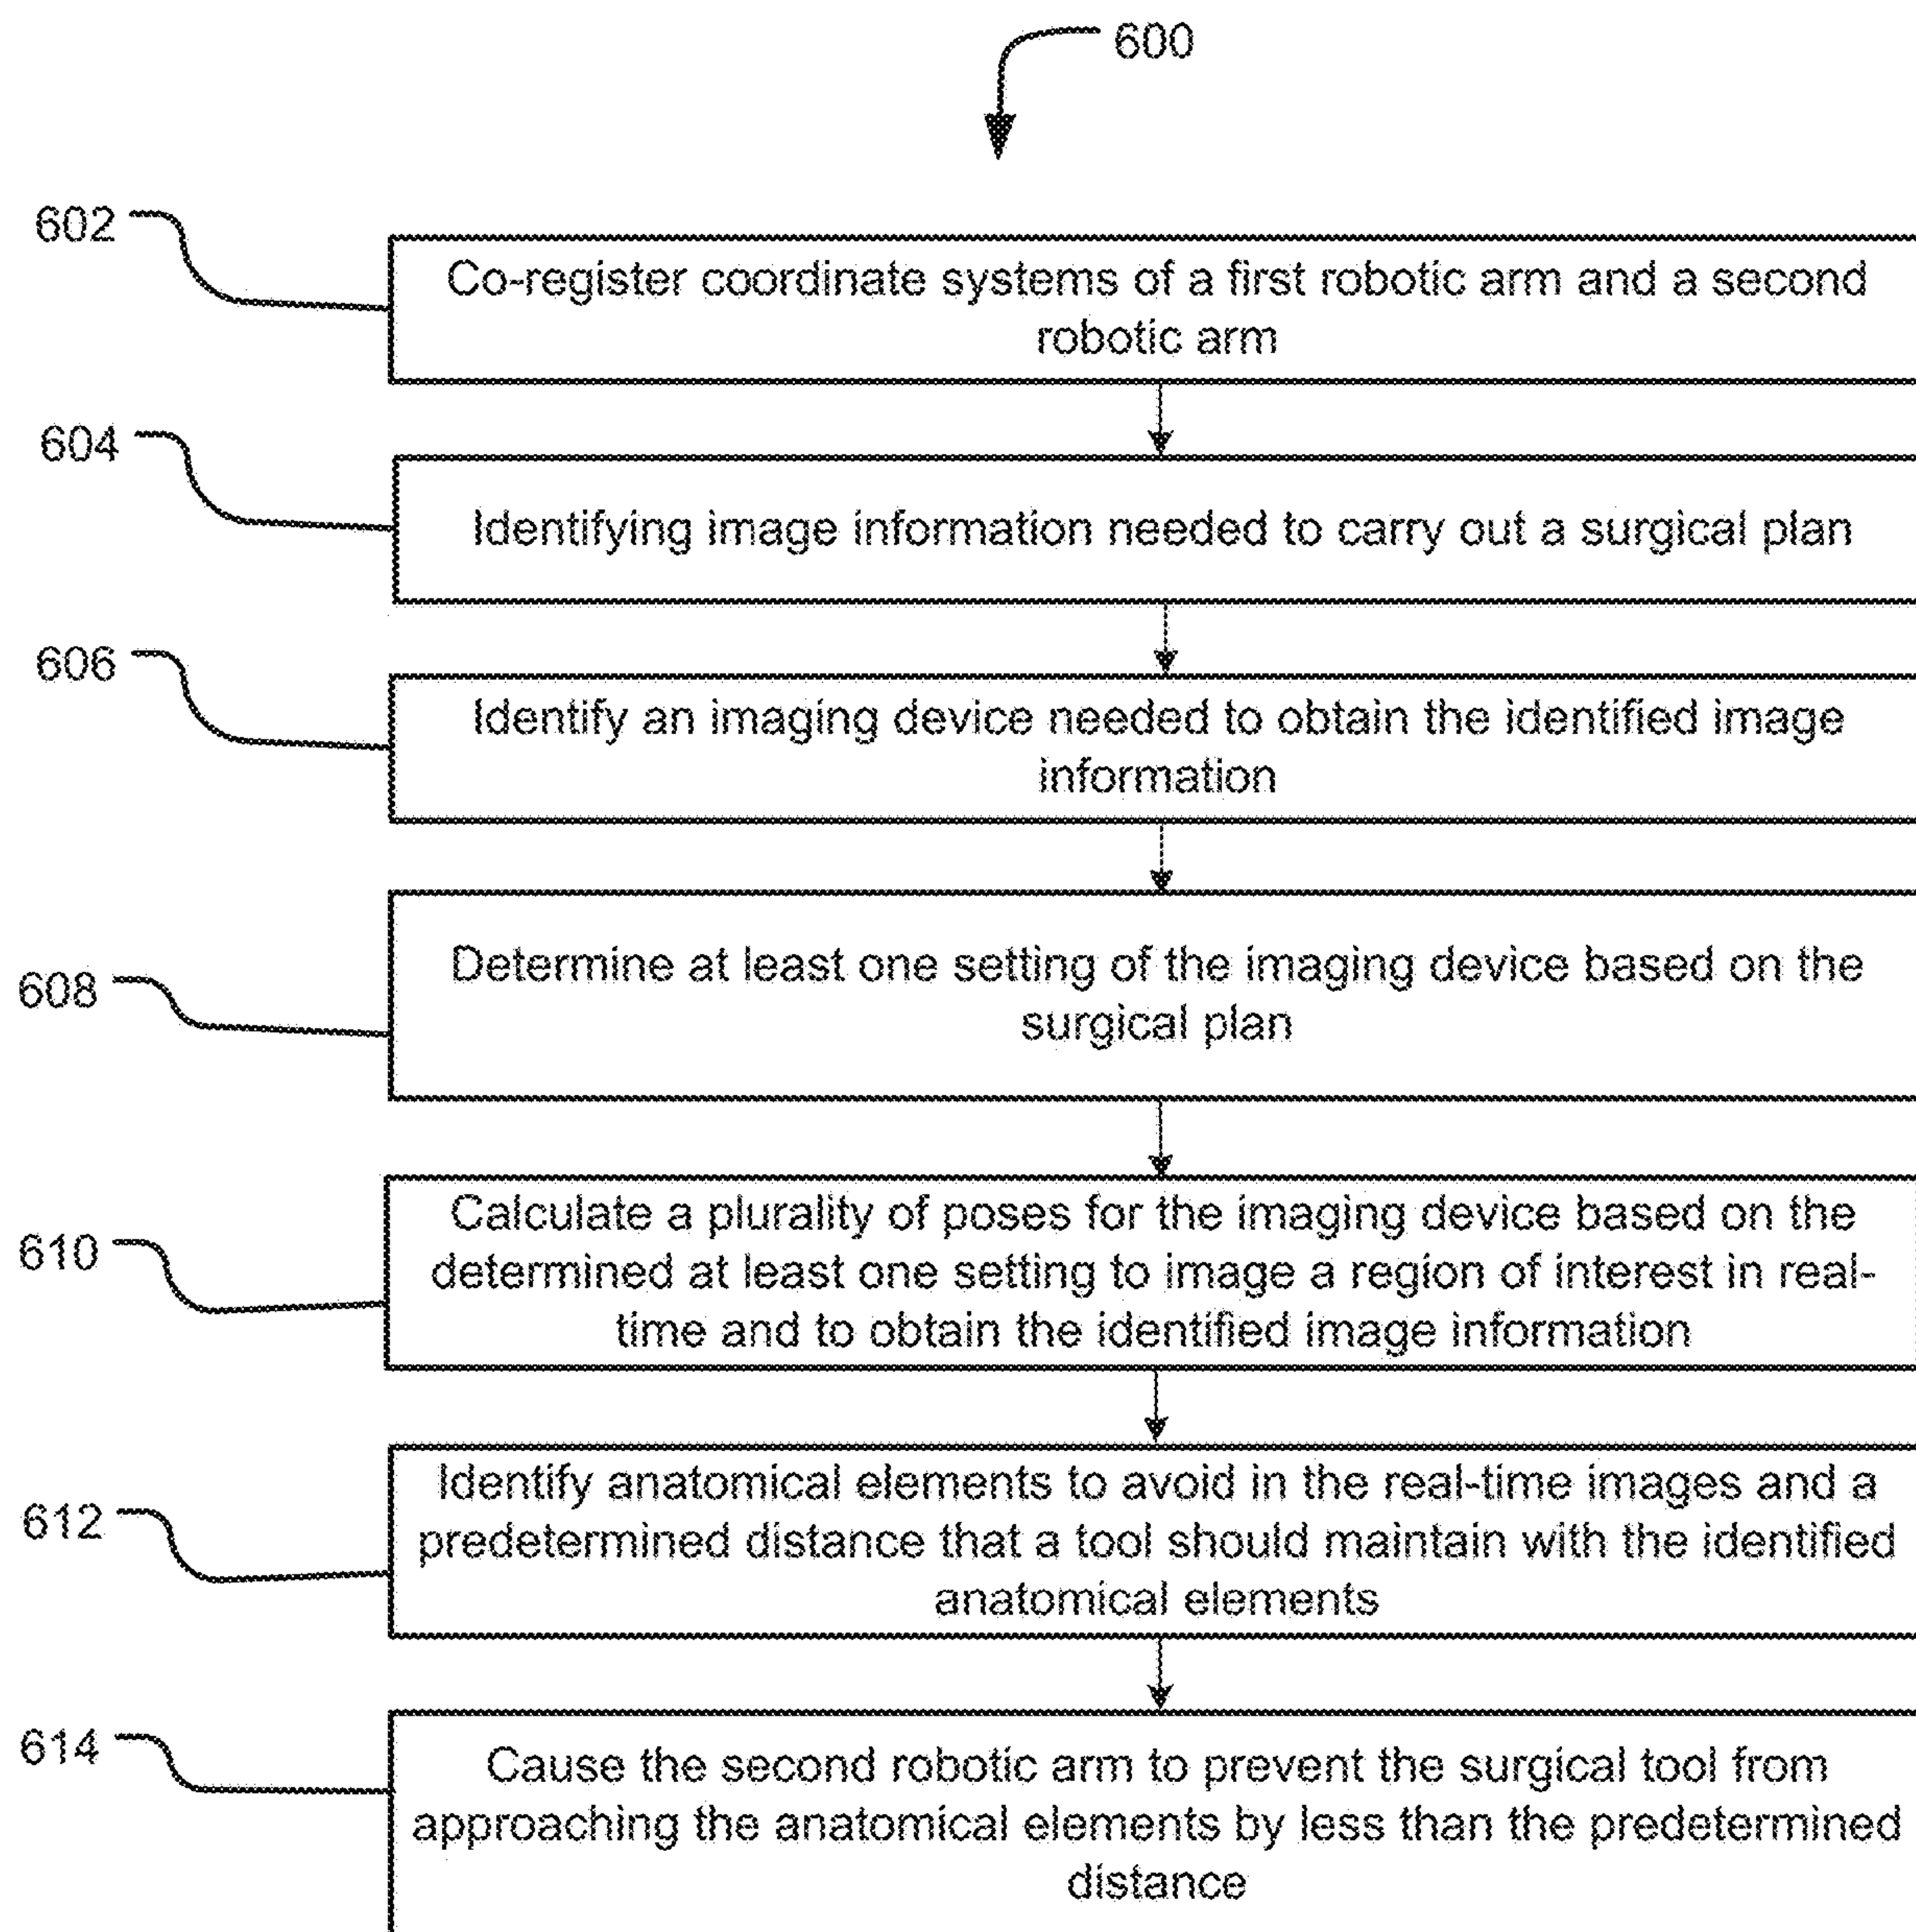 600
602
Co-register coordinate systems of a first robotic arm and a second
robotic arm
604
Identifying image information needed to carry out a surgical plan
606
Identify an imaging device needed to obtain the identified image
information
608
Determine at least one setting of the imaging device based on the
surgical plan
610
Calculate a plurality of poses for the imaging device based on the
determined at least one setting to image a region of interest in real-
time and to obtain the identified image information
612
Identify anatomical elements to avoid in the real-time images and a
predetermined distance that a tool should maintain with the identified
anatomical elements
614
Cause the second robotic arm to prevent the surgical tool from
approaching the anatomical elements by less than the predetermined
distance